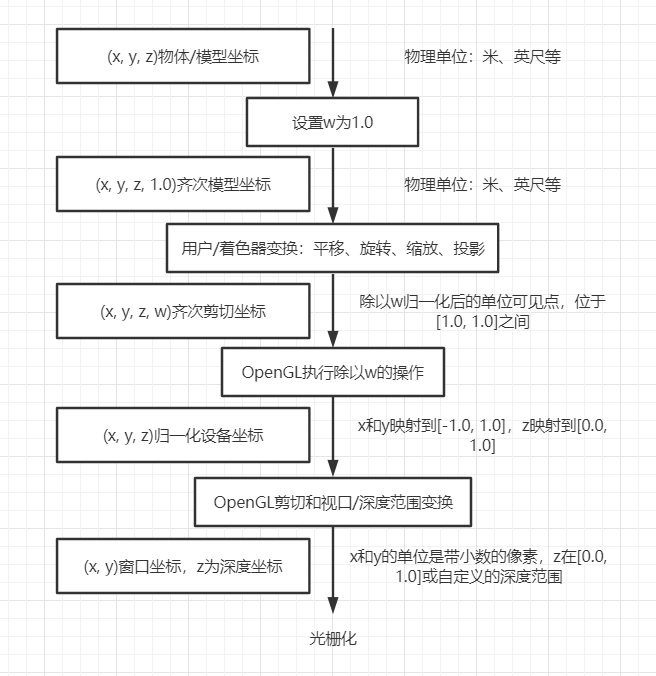 (x, y, z)物体/模型坐标
物理单位：米、英尺等
设置w为1.0
(x, y, z, 1.0)齐次模型坐标
物理单位：米、英尺等
用户/着色器变换：平移、旋转、缩放、投影
(x, y, z, w)齐次剪切坐标
除以w归一化后的单位可见点，位于
[1.0, 1.0]之间
OpenGL执行除以w的操作
(x, y, z)归一化设备坐标
x和y映射到[-1.0, 1.0]，z映射到[0.0,
1.0]
OpenGL剪切和视口/深度范围变换
(x, y)窗口坐标，z为深度坐标
x和y的单位是带小数的像素，z在[0.0,
1.0]或自定义的深度范围
光栅化